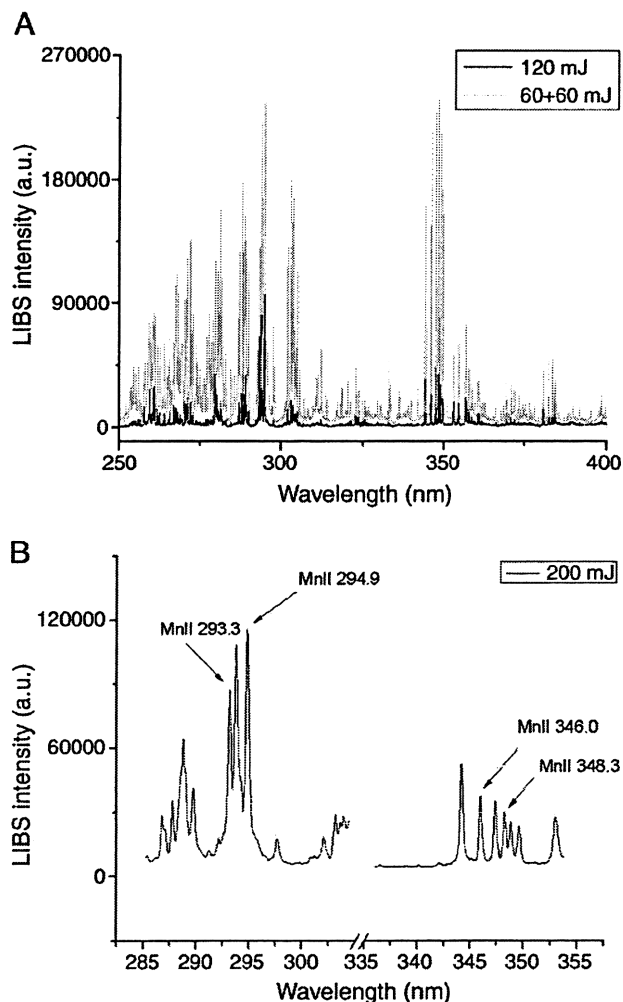 A
270000
180000
90000
0
LIBS intensity (a.u.)
120 mJ
60+60 mJ
250 300 350 400
Wavelength (nm)
B
120000
60000
0
LIBS intensity (a.u.)
200 mJ
MnII 294.9
MnII 293.3
MnII 346.0
MnII 348.3
285 290 295 300 335 340 345 350 355
Wavelength (nm)